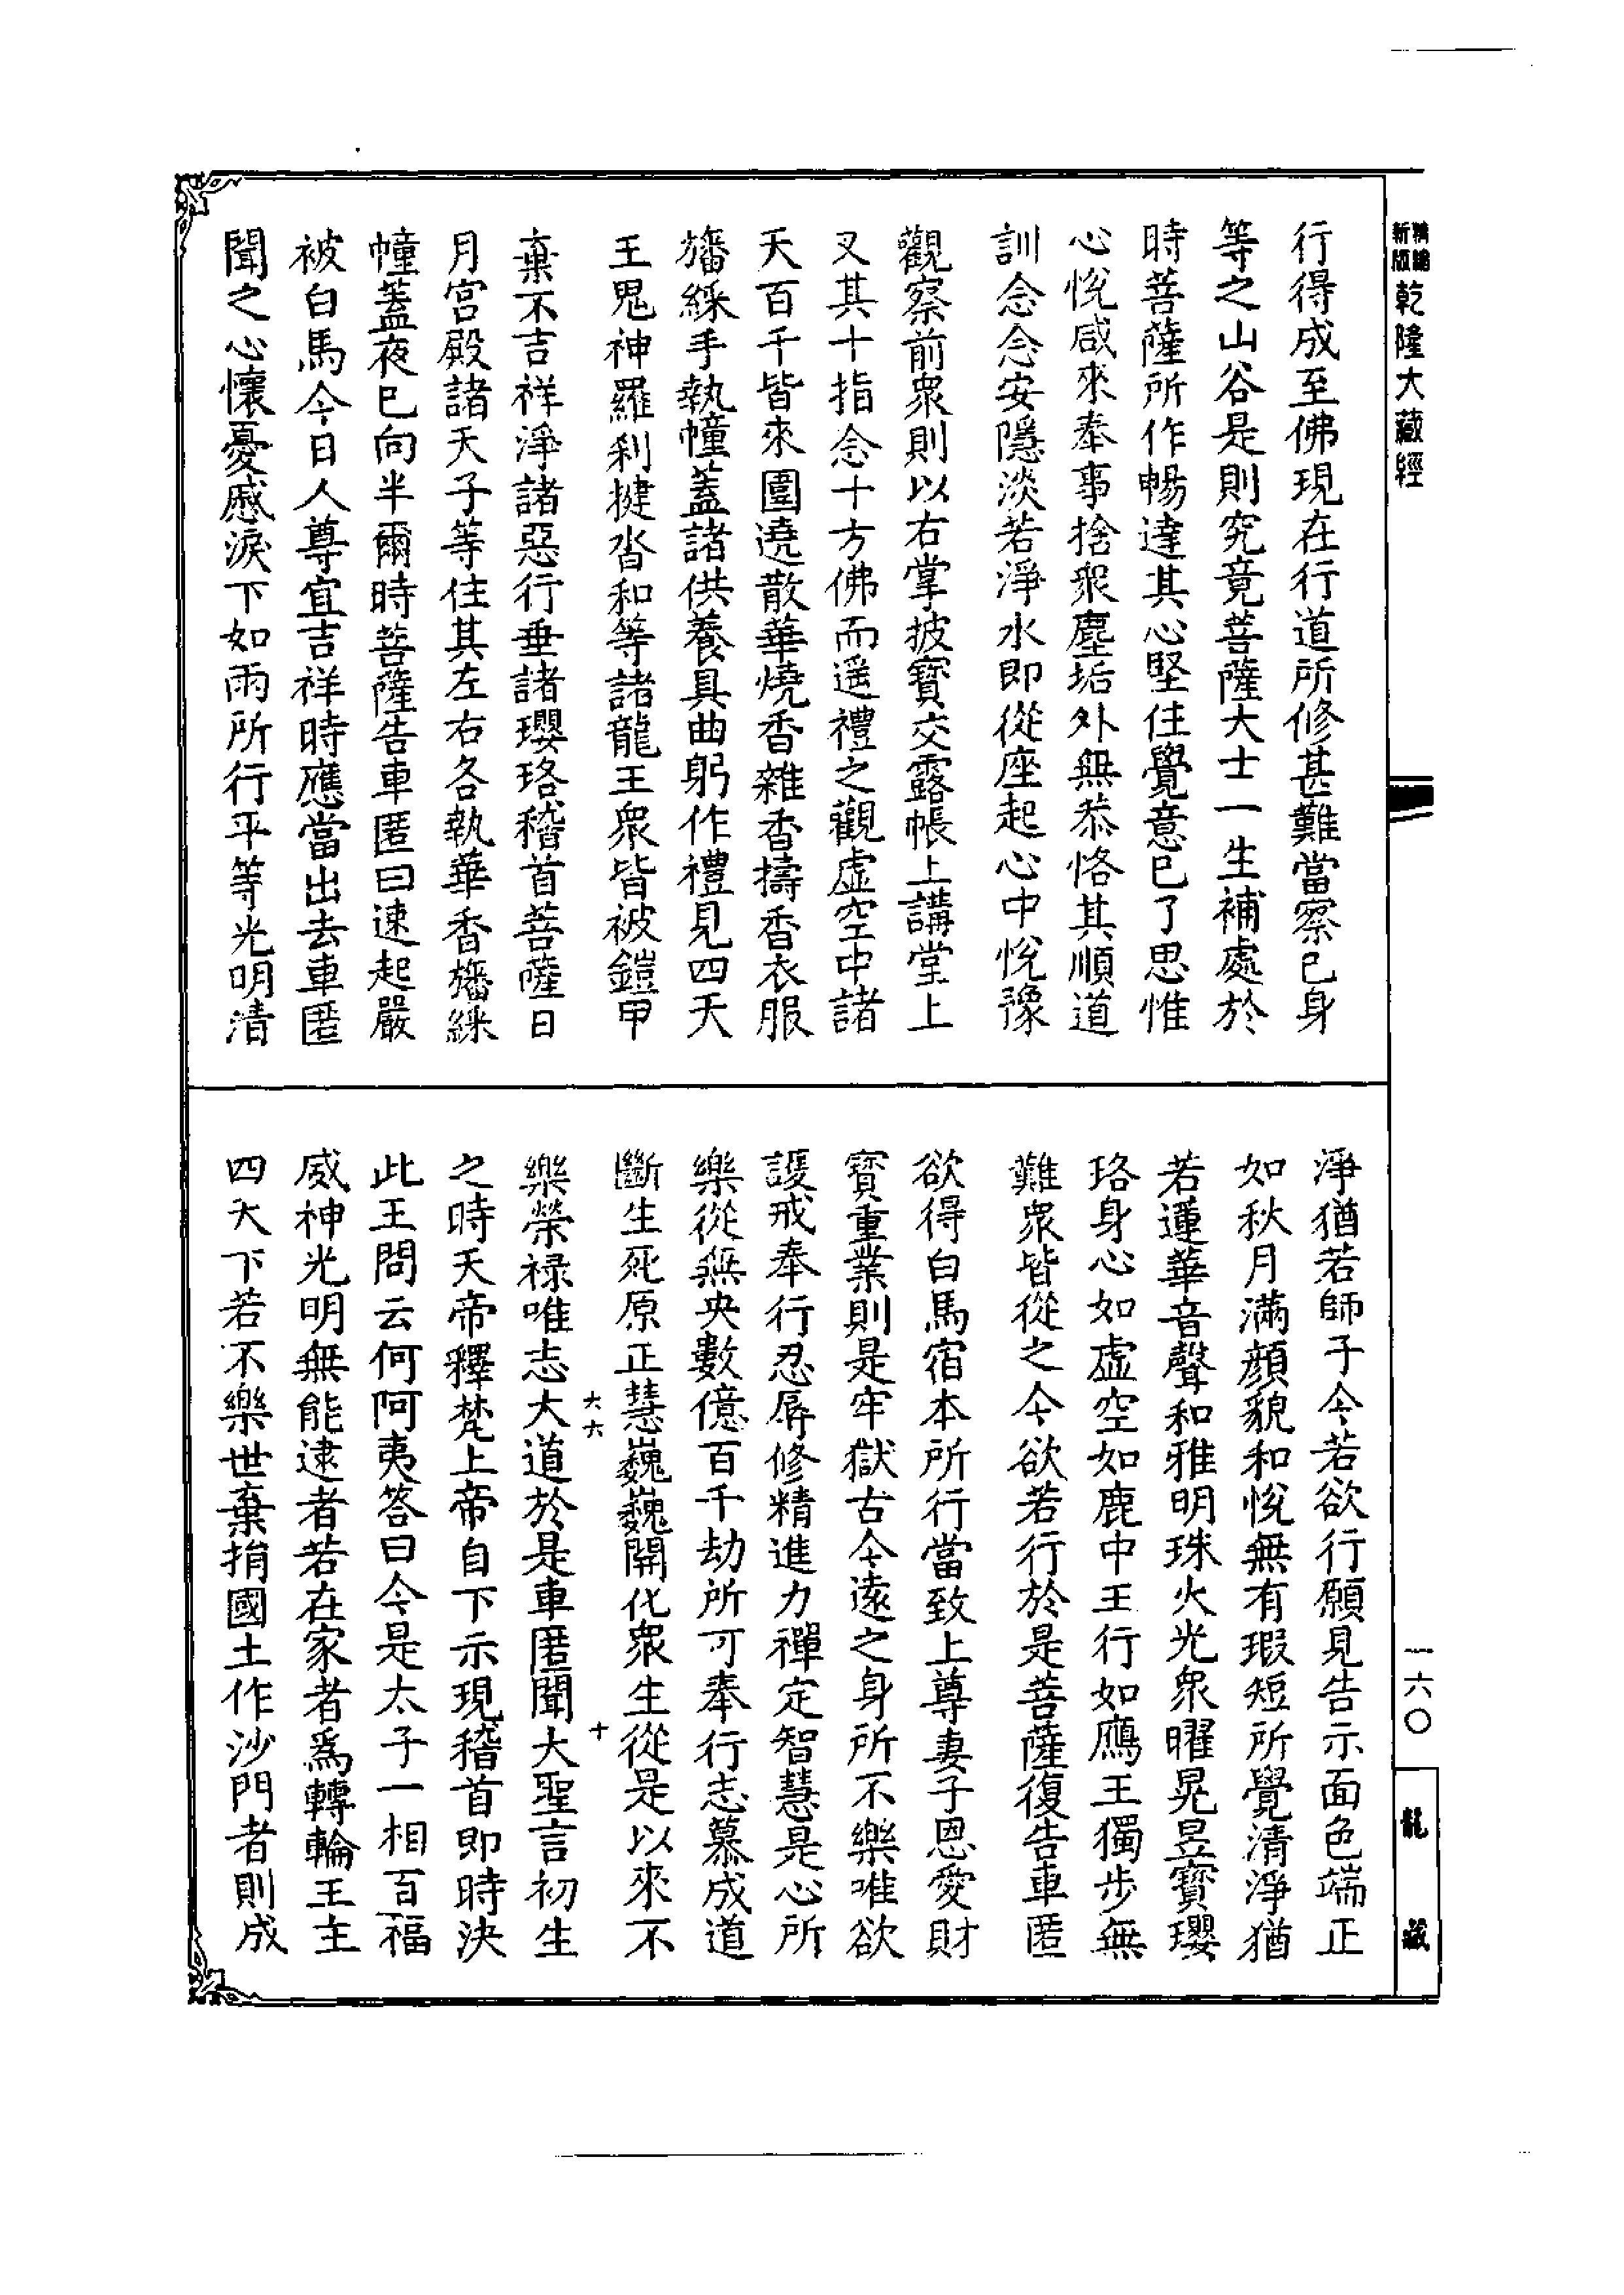 新版精縮乾隆大藏經
行得成至佛現在行道所修甚難當察已身
等之山谷是則究竟菩薩大士一生補處於
時菩薩所作暢達其心堅住覺意已了思惟
心悅咸來奉事捨衆塵垢外無恭恪其順道
訓念念安隱淡若淨水即從座起心中悅豫
觀察前衆則以右掌披寶交露帳上講堂上
叉其十指念十方佛而遥禮之觀虛空中諸
天百千皆來圍遶散華燒香雜香擣香衣服
旛綵手執幢蓋諸供養具曲躬作禮見四天
王鬼神羅刹揵沓和等諸龍王衆皆被鎧甲
棄不吉祥淨諸惡行垂諸瓔珞稽首菩薩日
月宮殿諸天子等住其左右各執華香旛綵
幢蓋夜已向半爾時菩薩告車匿曰速起嚴
被白馬今日人尊宜吉祥時應當出去車匿
聞之心懷憂慼淚下如雨所行平等光明清
淨猶若師子今若欲行願見告示面色端正
如秋月滿顏貌和悅無有瑕短所覺清淨猶
若蓮華音聲和雅明珠火光衆曜晃昱寶瓔
珞身心如虛空如鹿中王行如鴈王獨步無
難衆皆從之今欲若行於是菩薩復告車匿
欲得白馬宿本所行當致上尊妻子恩愛財
寶重業則是牢獄古今遠之身所不樂唯欲
護戒奉行忍辱修精進力禪定智慧是心所
樂從無央數億百千劫所可奉行志慕成道
斷生死原正慧巍巍開化衆生從是以來不
六六 十
樂榮禄唯志大道於是車匿聞大聖言初生
之時天帝釋梵上帝自下示現稽首即時決
此王問云何阿夷答曰今是太子一相百福
威神光明無能逮者若在家者爲轉輪王主
四天下若不樂世棄捐國土作沙門者則成
一六〇
龍藏